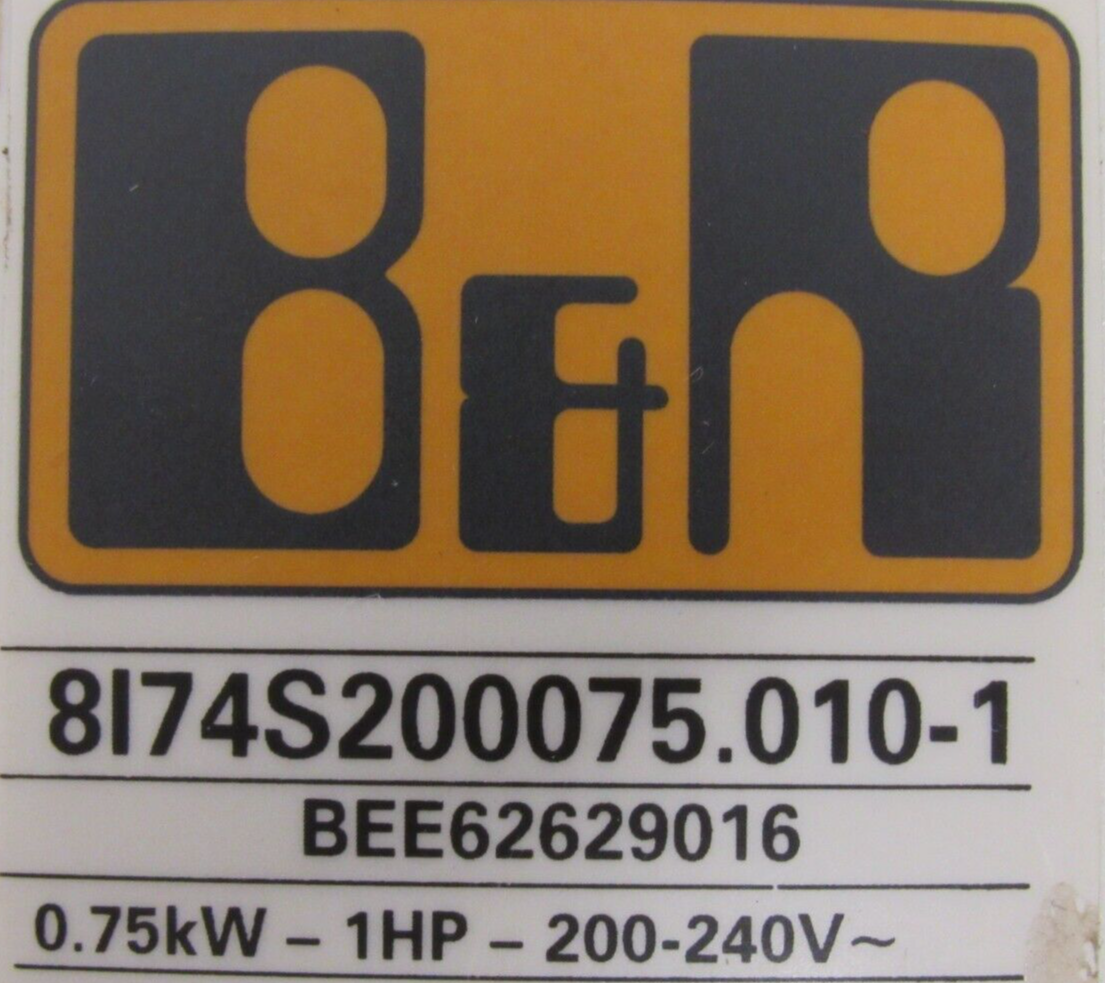 B&R
8I74S200075.010-1
BEE62629016
0.75kW – 1HP – 200-240V~